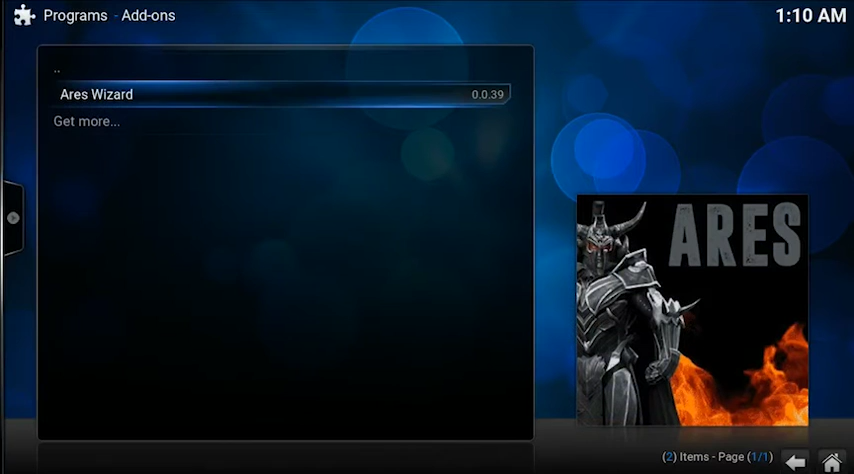 Programs - Add-ons
1:10 AM
..
Ares Wizard 0.0.39
Get more...
ARES
(2) Items - Page (1/1)